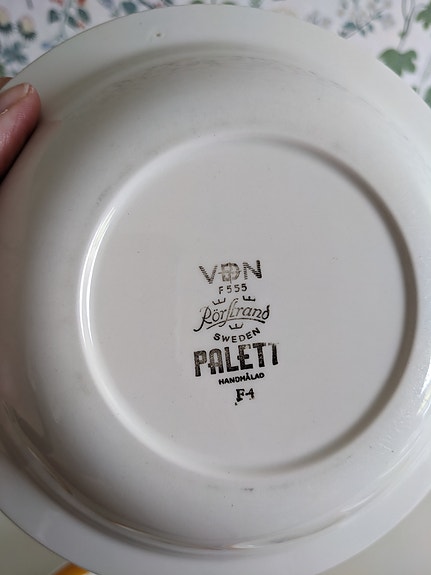 VDN
F555
Rörstrand
SWEDEN
PALETT
HANDMÅLAD
F-4